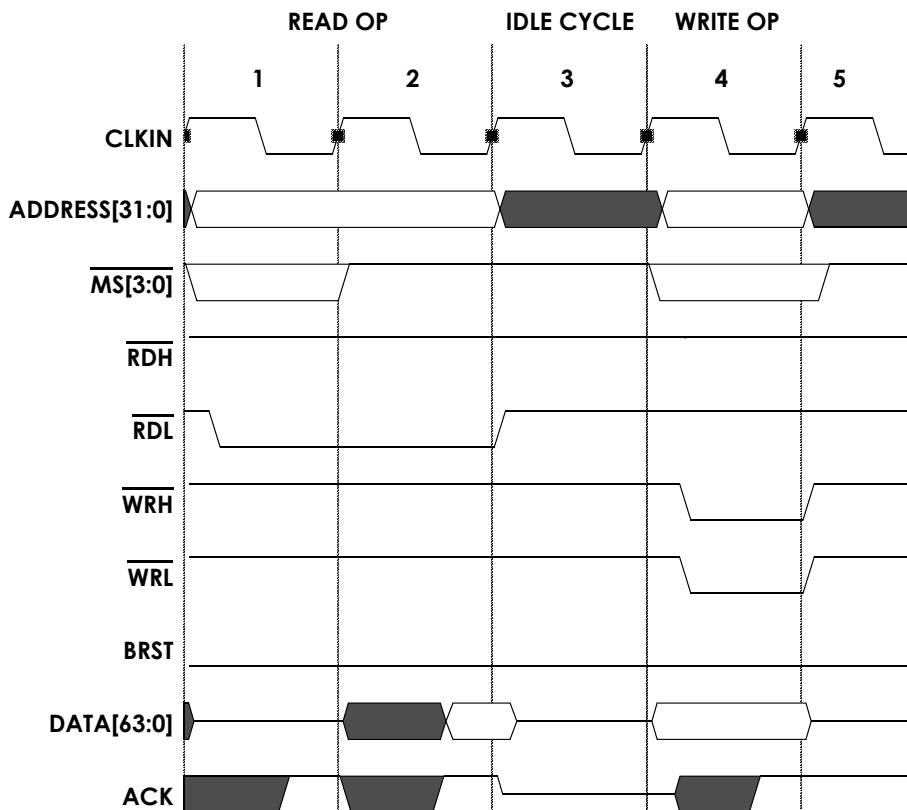 READ OP IDLE CYCLE WRITE OP
1 2 3 4 5
CLKIN
ADDRESS[31:0]
MS[3:0]
RDH
RDL
WRH
WRL
BRST
DATA[63:0]
ACK